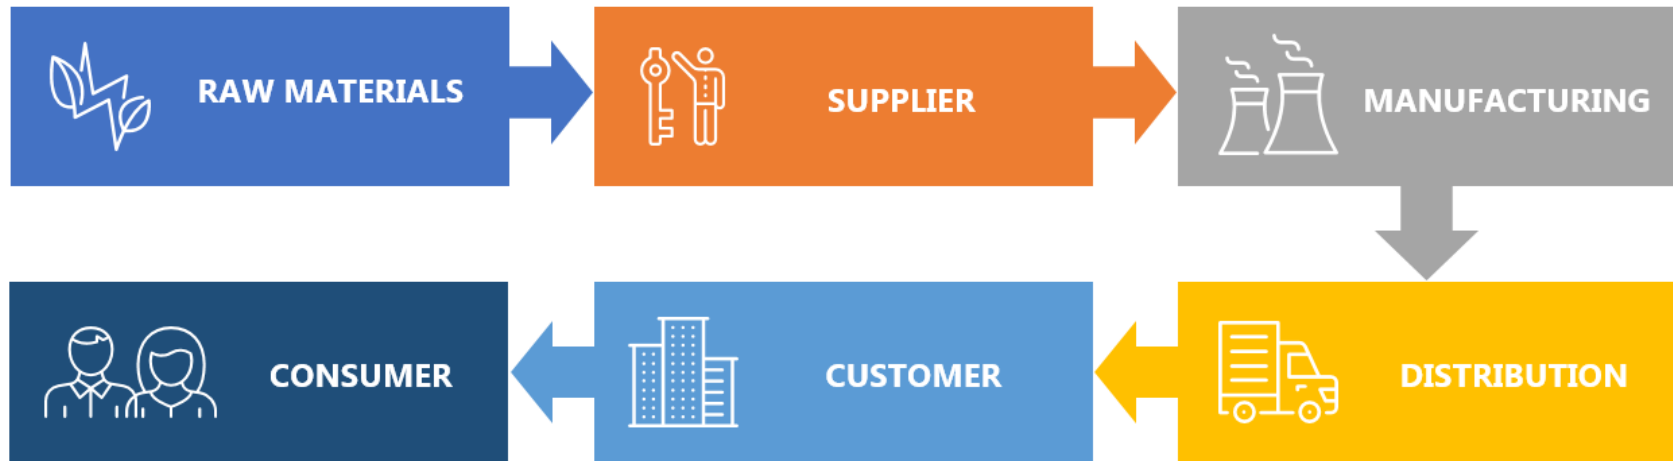 RAW MATERIALS
SUPPLIER
MANUFACTURING
DISTRIBUTION
CUSTOMER
CONSUMER